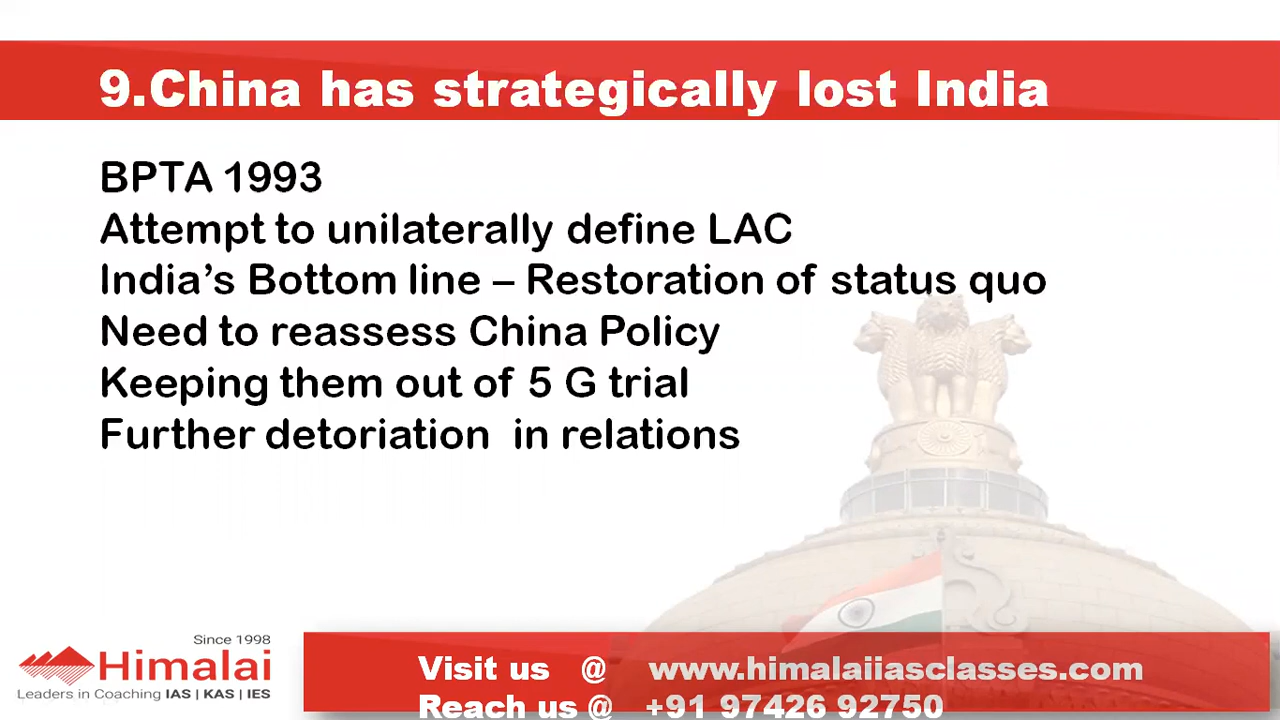 9.China has strategically lost India
BPTA 1993
Attempt to unilaterally define LAC
India’s Bottom line – Restoration of status quo
Need to reassess China Policy
Keeping them out of 5 G trial
Further detoriation in relations
Since 1998
Himalai
Leaders in Coaching IAS | KAS | IES
Visit us @ www.himalaiiasclasses.com
Reach us @ +91 97426 92750